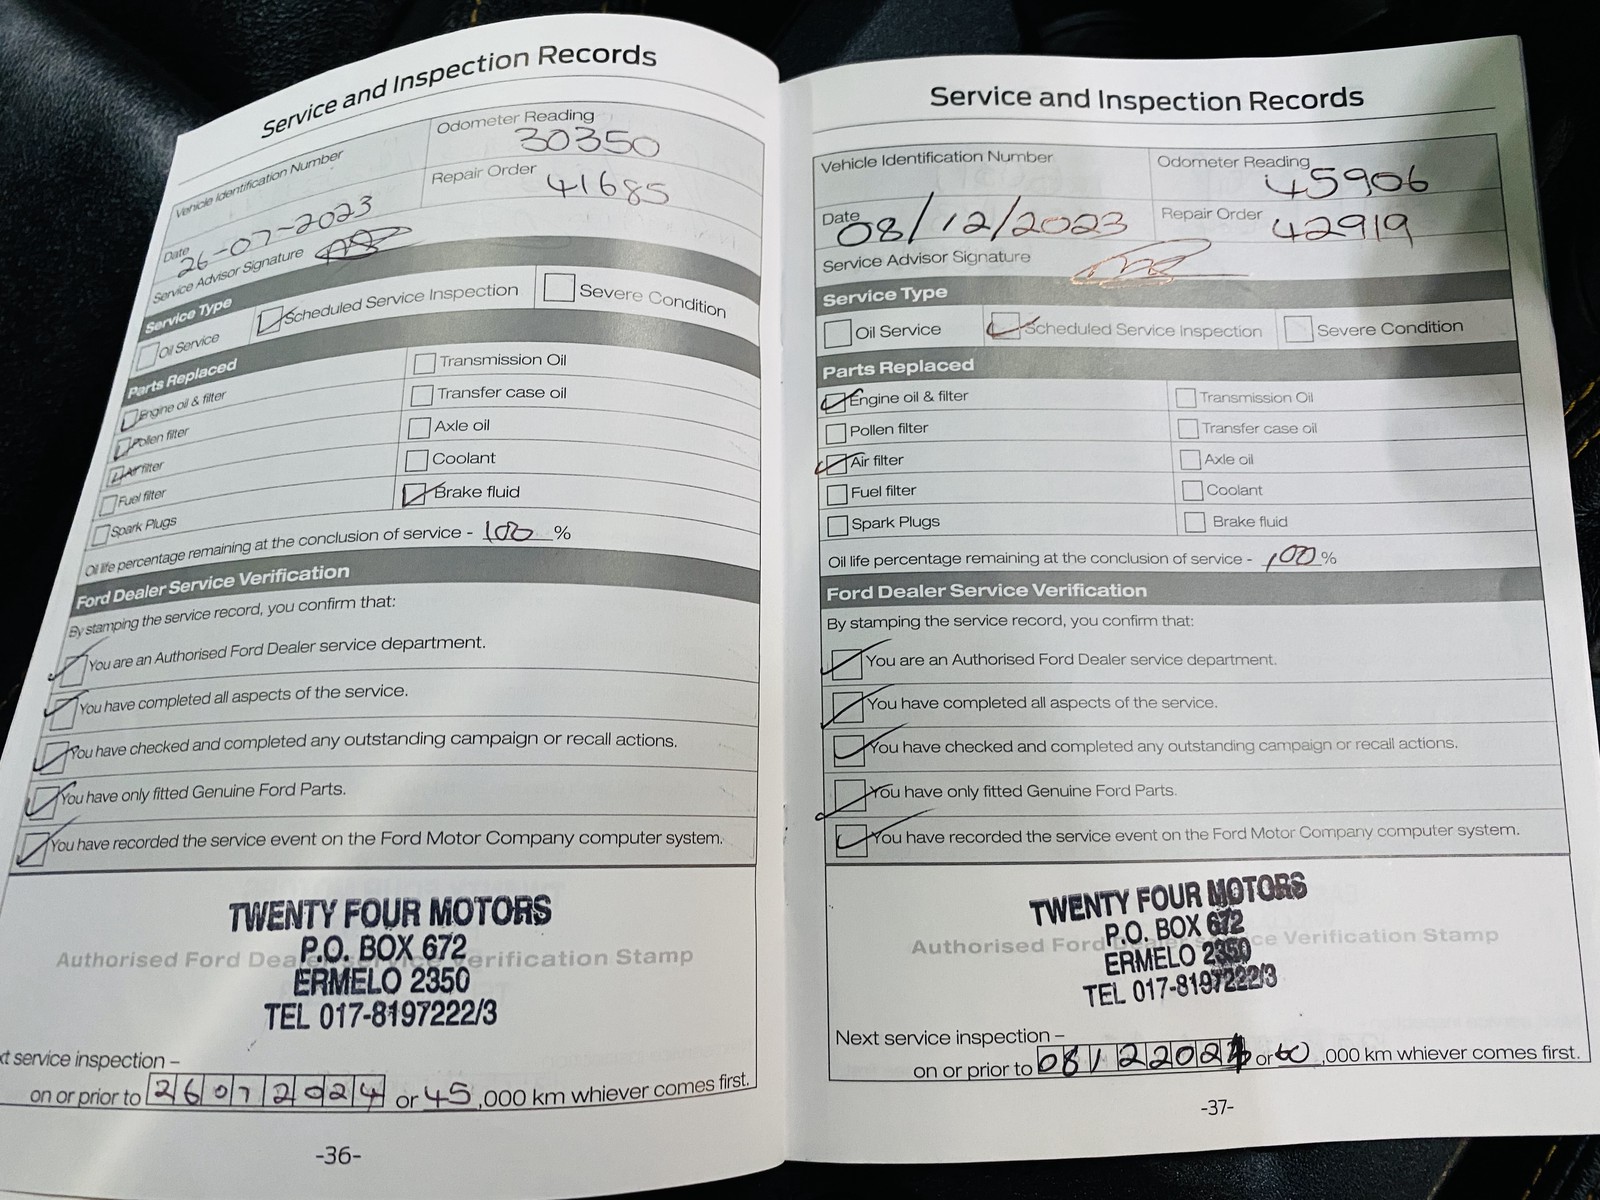 Service and Inspection Records
Vehicle Identification Number
Odometer Reading
30350
Date
26-07-2023
Repair Order
41685
Service Advisor Signature
Service Type
Oil Service
Scheduled Service Inspection
Severe Condition
Parts Replaced
Engine oil & filter
Transmission Oil
Pollen filter
Transfer case oil
Air filter
Axle oil
Fuel filter
Coolant
Spark Plugs
Brake fluid
Oil life percentage remaining at the conclusion of service - 100 %
Ford Dealer Service Verification
By stamping the service record, you confirm that:
You are an Authorised Ford Dealer service department.
You have completed all aspects of the service.
You have checked and completed any outstanding campaign or recall actions.
You have only fitted Genuine Ford Parts.
You have recorded the service event on the Ford Motor Company computer system.
TWENTY FOUR MOTORS
P.O. BOX 672
Authorised Ford Dealer Service Verification Stamp
ERMELO 2350
TEL 017-8197222/3
xt service inspection –
on or prior to 26072024 or 45,000 km whiever comes first.
-36-
Service and Inspection Records
Vehicle Identification Number
Odometer Reading
45906
Date
08/12/2023
Repair Order
42919
Service Advisor Signature
Service Type
Oil Service
Scheduled Service Inspection
Severe Condition
Parts Replaced
Engine oil & filter
Transmission Oil
Pollen filter
Transfer case oil
Air filter
Axle oil
Fuel filter
Coolant
Spark Plugs
Brake fluid
Oil life percentage remaining at the conclusion of service - 100 %
Ford Dealer Service Verification
By stamping the service record, you confirm that:
You are an Authorised Ford Dealer service department.
You have completed all aspects of the service.
You have checked and completed any outstanding campaign or recall actions.
You have only fitted Genuine Ford Parts.
You have recorded the service event on the Ford Motor Company computer system.
TWENTY FOUR MOTORS
P.O. BOX 672
Authorised Ford Dealer Service Verification Stamp
ERMELO 2350
TEL 017-8197222/3
Next service inspection –
on or prior to 08122024 or 60,000 km whiever comes first.
-37-